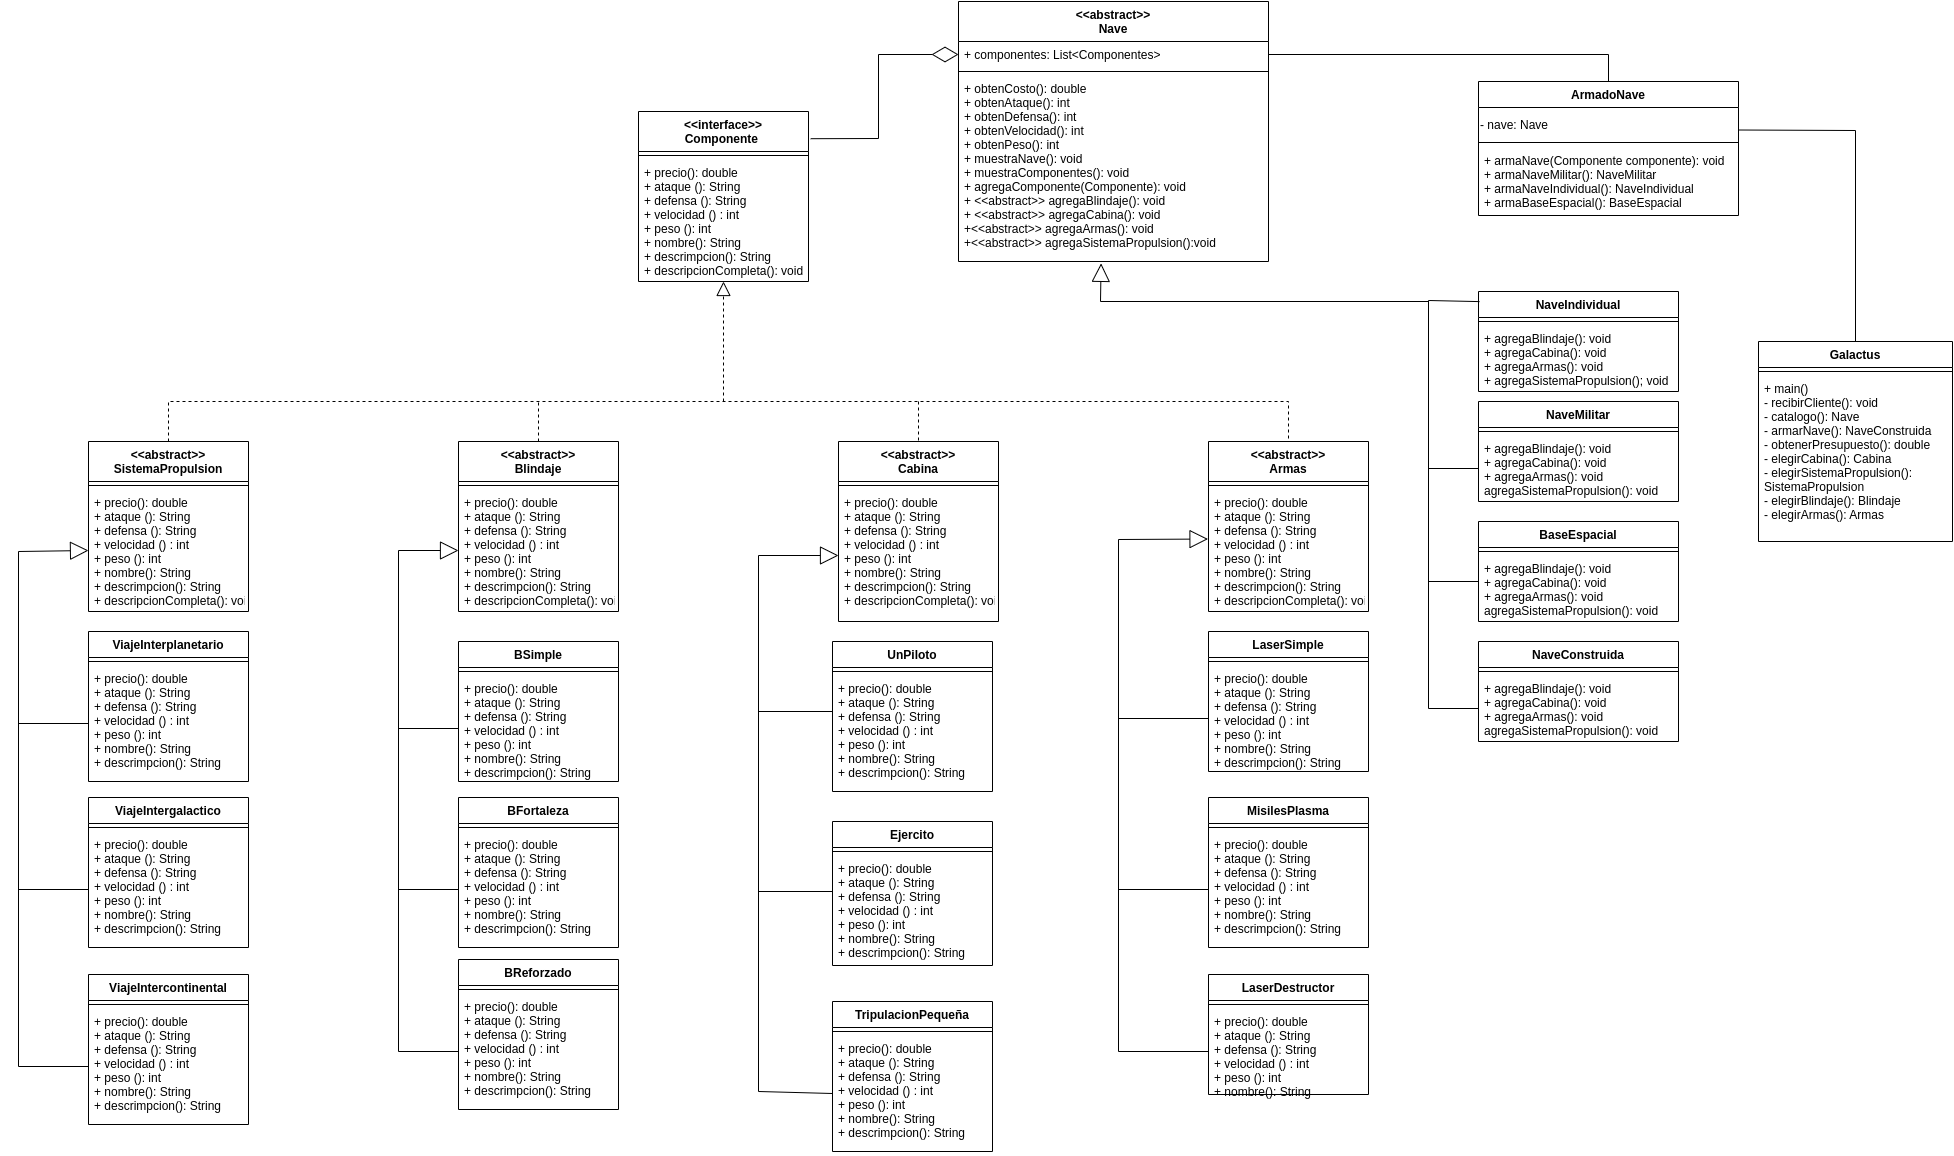 <<abstract>>
Nave
+ componentes: List<Componentes>
+ obtenCosto(): double
+ obtenAtaque(): int
+ obtenDefensa(): int
+ obtenVelocidad(): int
+ obtenPeso(): int
+ muestraNave(): void
+ muestraComponentes(): void
+ agregaComponente(Componente): void
+ <<abstract>> agregaBlindaje(): void
+ <<abstract>> agregaCabina(): void
+<<abstract>> agregaArmas(): void
+<<abstract>> agregaSistemaPropulsion():void
<<interface>>
Componente
+ precio(): double
+ ataque (): String
+ defensa (): String
+ velocidad () : int
+ peso (): int
+ nombre(): String
+ descrimpcion(): String
+ descripcionCompleta(): void
ArmadoNave
- nave: Nave
+ armaNave(Componente componente): void
+ armaNaveMilitar(): NaveMilitar
+ armaNaveIndividual(): NaveIndividual
+ armaBaseEspacial(): BaseEspacial
NaveIndividual
+ agregaBlindaje(): void
+ agregaCabina(): void
+ agregaArmas(): void
+ agregaSistemaPropulsion(); void
NaveMilitar
+ agregaBlindaje(): void
+ agregaCabina(): void
+ agregaArmas(): void
agregaSistemaPropulsion(): void
BaseEspacial
+ agregaBlindaje(): void
+ agregaCabina(): void
+ agregaArmas(): void
agregaSistemaPropulsion(): void
NaveConstruida
+ agregaBlindaje(): void
+ agregaCabina(): void
+ agregaArmas(): void
agregaSistemaPropulsion(): void
Galactus
+ main()
- recibirCliente(): void
- catalogo(): Nave
- armarNave(): NaveConstruida
- obtenerPresupuesto(): double
- elegirCabina(): Cabina
- elegirSistemaPropulsion():
SistemaPropulsion
- elegirBlindaje(): Blindaje
- elegirArmas(): Armas
<<abstract>>
SistemaPropulsion
+ precio(): double
+ ataque (): String
+ defensa (): String
+ velocidad () : int
+ peso (): int
+ nombre(): String
+ descrimpcion(): String
+ descripcionCompleta(): voi
ViajeInterplanetario
+ precio(): double
+ ataque (): String
+ defensa (): String
+ velocidad () : int
+ peso (): int
+ nombre(): String
+ descrimpcion(): String
ViajeIntergalactico
+ precio(): double
+ ataque (): String
+ defensa (): String
+ velocidad () : int
+ peso (): int
+ nombre(): String
+ descrimpcion(): String
ViajeIntercontinental
+ precio(): double
+ ataque (): String
+ defensa (): String
+ velocidad () : int
+ peso (): int
+ nombre(): String
+ descrimpcion(): String
<<abstract>>
Blindaje
+ precio(): double
+ ataque (): String
+ defensa (): String
+ velocidad () : int
+ peso (): int
+ nombre(): String
+ descrimpcion(): String
+ descripcionCompleta(): voi
BSimple
+ precio(): double
+ ataque (): String
+ defensa (): String
+ velocidad () : int
+ peso (): int
+ nombre(): String
+ descrimpcion(): String
BFortaleza
+ precio(): double
+ ataque (): String
+ defensa (): String
+ velocidad () : int
+ peso (): int
+ nombre(): String
+ descrimpcion(): String
BReforzado
+ precio(): double
+ ataque (): String
+ defensa (): String
+ velocidad () : int
+ peso (): int
+ nombre(): String
+ descrimpcion(): String
<<abstract>>
Cabina
+ precio(): double
+ ataque (): String
+ defensa (): String
+ velocidad () : int
+ peso (): int
+ nombre(): String
+ descrimpcion(): String
+ descripcionCompleta(): voi
UnPiloto
+ precio(): double
+ ataque (): String
+ defensa (): String
+ velocidad () : int
+ peso (): int
+ nombre(): String
+ descrimpcion(): String
Ejercito
+ precio(): double
+ ataque (): String
+ defensa (): String
+ velocidad () : int
+ peso (): int
+ nombre(): String
+ descrimpcion(): String
TripulacionPequeña
+ precio(): double
+ ataque (): String
+ defensa (): String
+ velocidad () : int
+ peso (): int
+ nombre(): String
+ descrimpcion(): String
<<abstract>>
Armas
+ precio(): double
+ ataque (): String
+ defensa (): String
+ velocidad () : int
+ peso (): int
+ nombre(): String
+ descrimpcion(): String
+ descripcionCompleta(): voi
LaserSimple
+ precio(): double
+ ataque (): String
+ defensa (): String
+ velocidad () : int
+ peso (): int
+ nombre(): String
+ descrimpcion(): String
MisilesPlasma
+ precio(): double
+ ataque (): String
+ defensa (): String
+ velocidad () : int
+ peso (): int
+ nombre(): String
+ descrimpcion(): String
LaserDestructor
+ precio(): double
+ ataque (): String
+ defensa (): String
+ velocidad () : int
+ peso (): int
+ nombre(): String